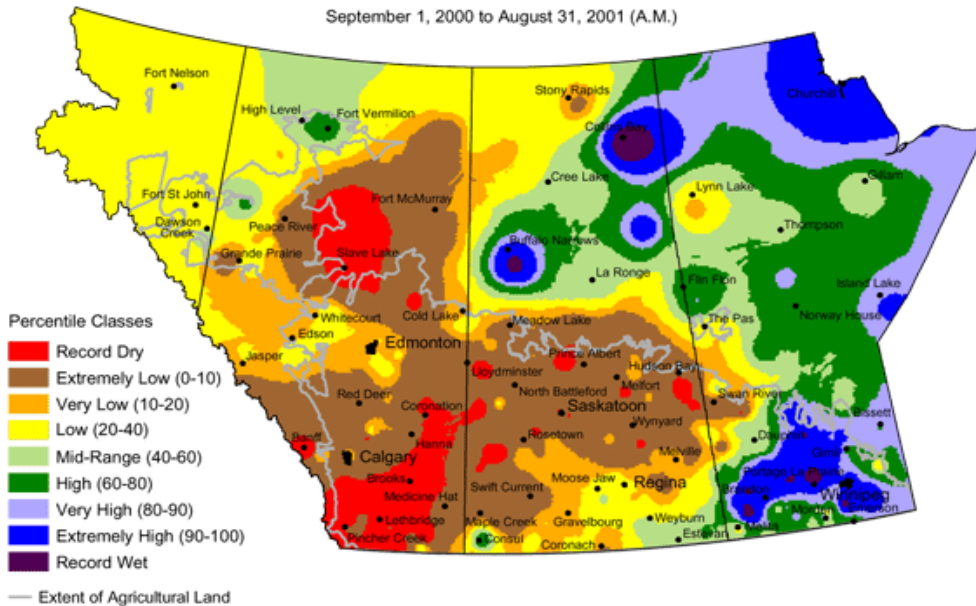 September 1, 2000 to August 31, 2001 (A.M.)
Fort Nelson
Stony Rapids
Churchill
High Level
Fort Vermilion
Collins Bay
Cree Lake
Lynn Lake
Gillam
Fort St John
Fort McMurray
Dawson
Creek
Peace River
Thompson
Grande Prairie
Slave Lake
Buffalo Narrows
La Ronge
Flin Flon
Island Lake
Norway House
Whitecourt
Cold Lake
Meadow Lake
The Pas
Edson
Edmonton
Jasper
Lloydminster
Prince Albert
Hudson Bay
North Battleford
Melfort
Swan River
Red Deer
Coronation
Saskatoon
Wynyard
Bissett
Banff
Hanna
Rosetown
Dauphin
Gimli
Calgary
Melville
Portage La Prairie
Brooks
Moose Jaw
Regina
Brandon
Winnipeg
Medicine Hat
Swift Current
Lethbridge
Maple Creek
Gravelbourg
Weyburn
Melita
Morden
Emerson
Pincher Creek
Consul
Coronach
Estevan
Percentile Classes
Record Dry
Extremely Low (0-10)
Very Low (10-20)
Low (20-40)
Mid-Range (40-60)
High (60-80)
Very High (80-90)
Extremely High (90-100)
Record Wet
Extent of Agricultural Land